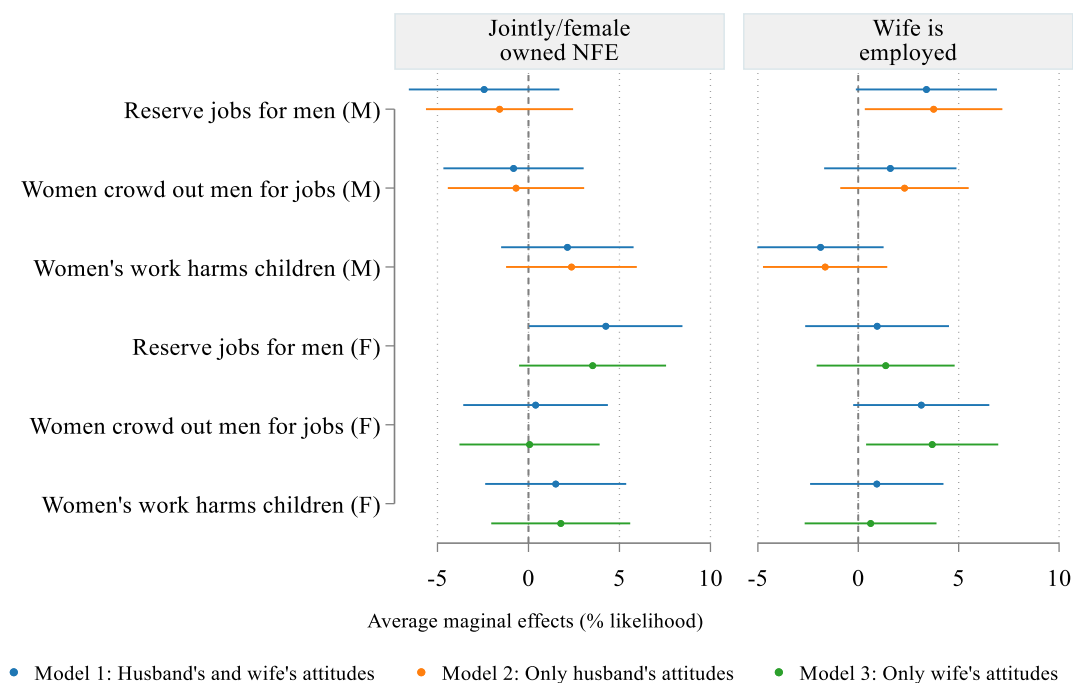 Jointly/female
owned NFE
Wife is
employed
Reserve jobs for men (M)
Women crowd out men for jobs (M)
Women's work harms children (M)
Reserve jobs for men (F)
Women crowd out men for jobs (F)
Women's work harms children (F)
-5 0 5 10 -5 0 5 10
Average maginal effects (% likelihood)
Model 1: Husband's and wife's attitudes Model 2: Only husband's attitudes Model 3: Only wife's attitudes